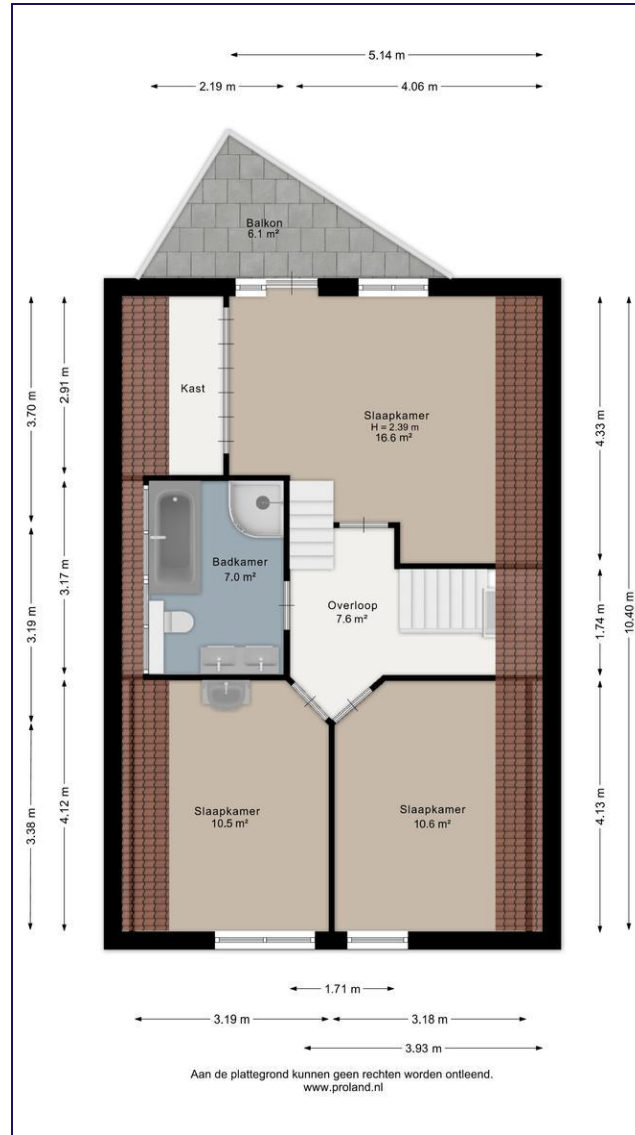 5.14 m
2.19 m
4.06 m
Balkon
6.1 m²
Kast
Slaapkamer
H = 2.39 m
16.6 m²
3.70 m
2.91 m
4.33 m
Badkamer
7.0 m²
Overloop
7.6 m²
3.19 m
3.17 m
1.74 m
10.40 m
Slaapkamer
10.5 m²
Slaapkamer
10.6 m²
3.38 m
4.12 m
4.13 m
1.71 m
3.19 m
3.18 m
3.93 m
Aan de plattegrond kunnen geen rechten worden ontleend.
www.proland.nl